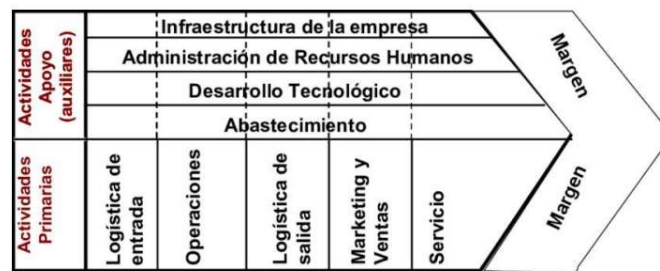 Actividades
Apoyo
(auxiliares)
Infraestructura de la empresa
Administración de Recursos Humanos
Desarrollo Tecnológico
Abastecimiento
Margen
Actividades
Primarias
Logística de
entrada
Operaciones
Logística de
salida
Marketing y
Ventas
Servicio
Margen